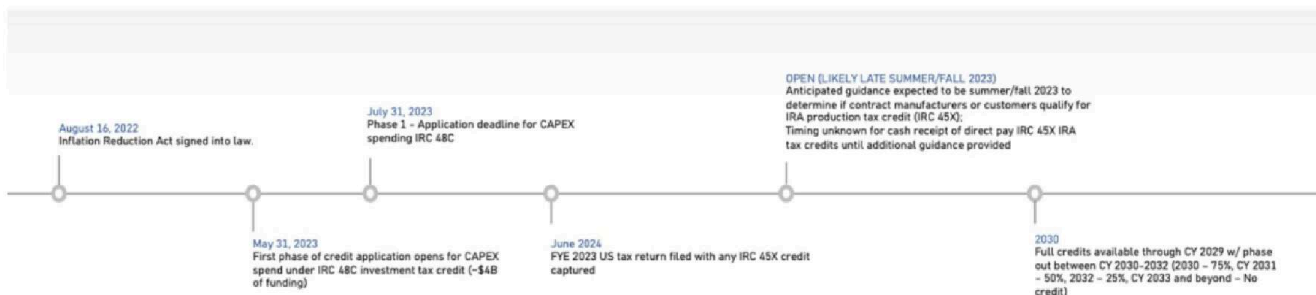 August 16, 2022
Inflation Reduction Act signed into law.
May 31, 2023
First phase of credit application opens for CAPEX
spend under IRC 48C investment tax credit (~$4B
of funding)
July 31, 2023
Phase 1 – Application deadline for CAPEX
spending IRC 48C
June 2024
FYE 2023 US tax return filed with any IRC 45X credit
captured
OPEN (LIKELY LATE SUMMER/FALL 2023)
Anticipated guidance expected to be summer/fall 2023 to
determine if contract manufacturers or customers qualify for
IRA production tax credit (IRC 45X);
Timing unknown for cash receipt of direct pay IRC 45X IRA
tax credits until additional guidance provided
2030
Full credits available through CY 2029 w/ phase
out between CY 2030-2032 (2030 – 75%, CY 2031
– 50%, 2032 – 25%, CY 2033 and beyond – No
credit)